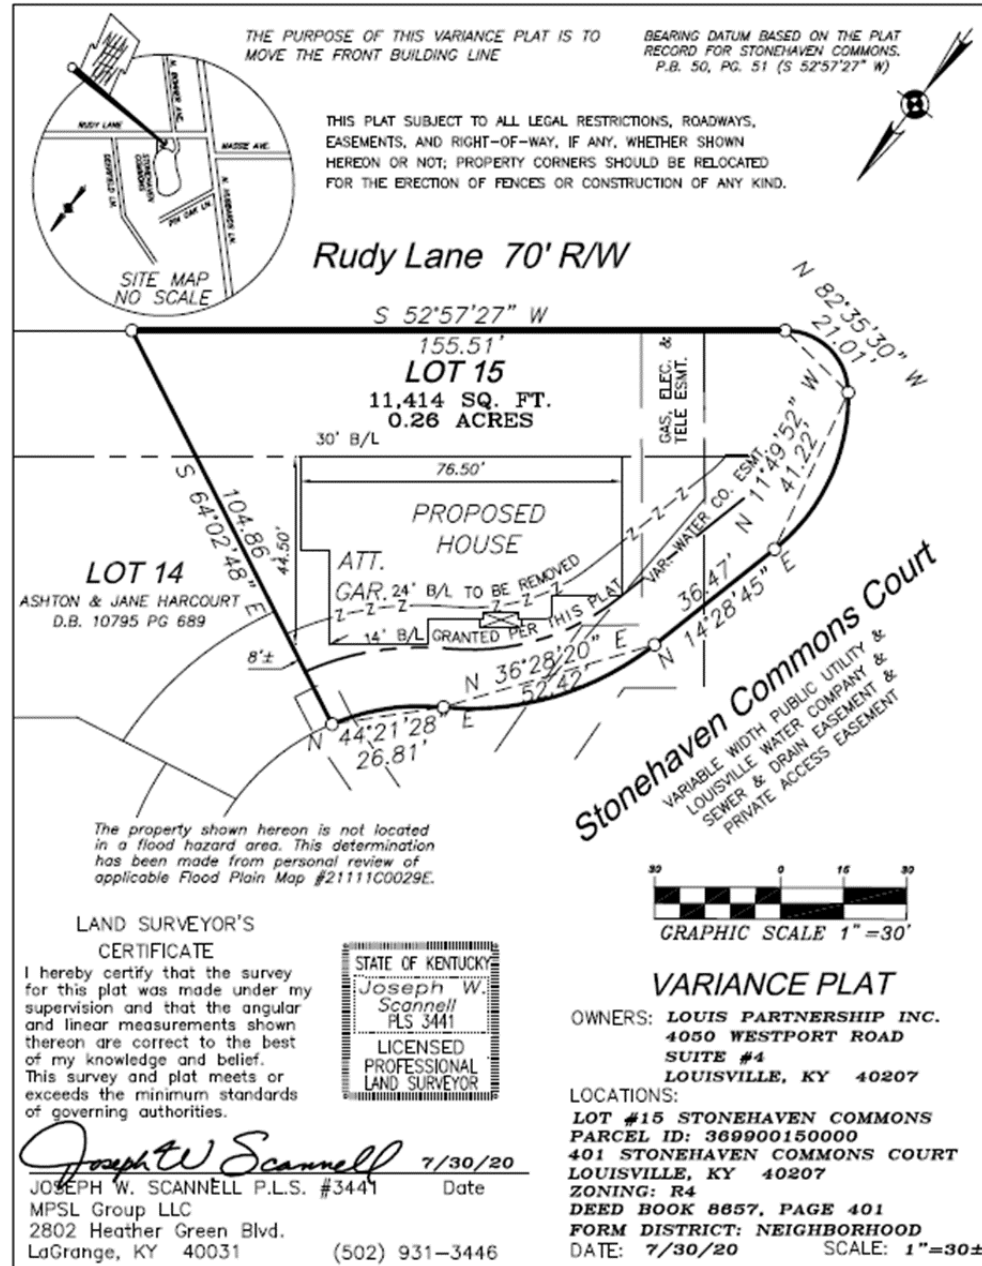 THE PURPOSE OF THIS VARIANCE PLAT IS TO
MOVE THE FRONT BUILDING LINE
BEARING DATUM BASED ON THE PLAT
RECORD FOR STONEHAVEN COMMONS.
P.B. 50, PG. 51 (S 52°57'27" W)
THIS PLAT SUBJECT TO ALL LEGAL RESTRICTIONS, ROADWAYS,
EASEMENTS, AND RIGHT-OF-WAY, IF ANY, WHETHER SHOWN
HEREON OR NOT; PROPERTY CORNERS SHOULD BE RELOCATED
FOR THE ERECTION OF FENCES OR CONSTRUCTION OF ANY KIND.
RUDY LANE
MASSIE AVE.
STONEHAVEN
COMMONS
PIN OAK LN.
N. HUBBARDS LN.
SITE MAP
NO SCALE
Rudy Lane 70' R/W
S 52°57'27" W
155.51'
LOT 15
11,414 SQ. FT.
0.26 ACRES
30' B/L
GAS, ELEC. &
TELE ESMT.
N 82°35'30" W
21.01'
N 11°49'52" W
41.22'
76.50'
PROPOSED
HOUSE
VAR. WATER CO. ESMT.
S 64°02'48" E
104.86
44.50'
ATT.
GAR.
24' B/L TO BE REMOVED
14' B/L GRANTED PER THIS PLAT
36.47'
N 14°28'45" E
LOT 14
ASHTON & JANE HARCOURT
D.B. 10795 PG 689
8'±
N 36°28'20" E
52.42'
N 44°21'28" E
26.81'
Stonehaven Commons Court
VARIABLE WIDTH PUBLIC UTILITY &
LOUISVILLE WATER COMPANY &
SEWER & DRAIN EASEMENT &
PRIVATE ACCESS EASEMENT
The property shown hereon is not located
in a flood hazard area. This determination
has been made from personal review of
applicable Flood Plain Map #21111C0029E.
30 0 15 30
GRAPHIC SCALE 1"=30'
LAND SURVEYOR'S
CERTIFICATE
I hereby certify that the survey
for this plat was made under my
supervision and that the angular
and linear measurements shown
thereon are correct to the best
of my knowledge and belief.
This survey and plat meets or
exceeds the minimum standards
of governing authorities.
STATE OF KENTUCKY
Joseph W.
Scannell
PLS 3441
LICENSED
PROFESSIONAL
LAND SURVEYOR
Joseph W Scannell 7/30/20
JOSEPH W. SCANNELL P.L.S. #3441 Date
MPSL Group LLC
2802 Heather Green Blvd.
LaGrange, KY 40031 (502) 931-3446
VARIANCE PLAT
OWNERS: LOUIS PARTNERSHIP INC.
4050 WESTPORT ROAD
SUITE #4
LOUISVILLE, KY 40207
LOCATIONS:
LOT #15 STONEHAVEN COMMONS
PARCEL ID: 369900150000
401 STONEHAVEN COMMONS COURT
LOUISVILLE, KY 40207
ZONING: R4
DEED BOOK 8657, PAGE 401
FORM DISTRICT: NEIGHBORHOOD
DATE: 7/30/20 SCALE: 1"=30±